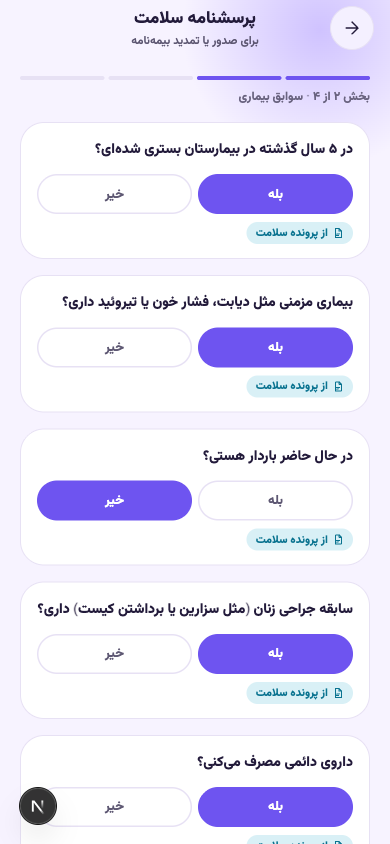 پرسشنامه سلامت
برای صدور یا تمدید بیمه‌نامه
بخش ۲ از ۴ · سوابق بیماری
در ۵ سال گذشته در بیمارستان بستری شده‌ای؟
بله
خیر
از پرونده سلامت
بیماری مزمنی مثل دیابت، فشار خون یا تیروئید داری؟
بله
خیر
از پرونده سلامت
در حال حاضر باردار هستی؟
بله
خیر
از پرونده سلامت
سابقه جراحی زنان (مثل سزارین یا برداشتن کیست) داری؟
بله
خیر
از پرونده سلامت
داروی دائمی مصرف می‌کنی؟
بله
خیر
N